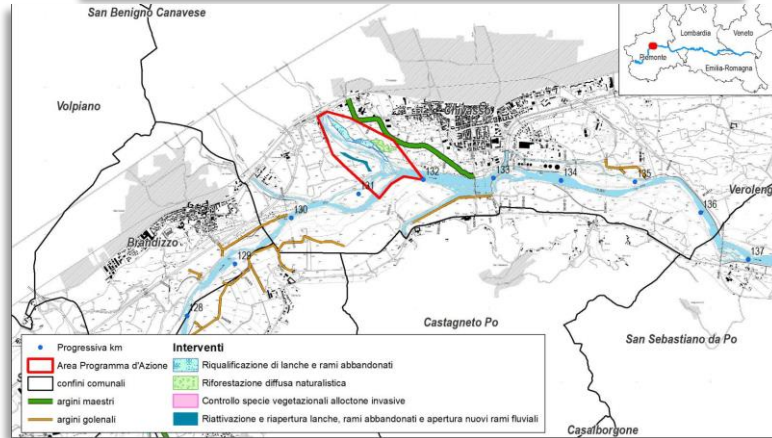 San Benigno Canavese
Lombardia
Veneto
Piemonte
Emilia-Romagna
Volpiano
Chivasso
132
133
134
135
131
136
Verolengo
130
137
Brandizzo
129
128
Castagneto Po
San Sebastiano da Po
Casalborgone
Progressiva km
Area Programma d'Azione
confini comunali
argini maestri
argini golenali
Interventi
Riqualificazione di lanche e rami abbandonati
Riforestazione diffusa naturalistica
Controllo specie vegetazionali alloctone invasive
Riattivazione e riapertura lanche, rami abbandonati e apertura nuovi rami fluviali